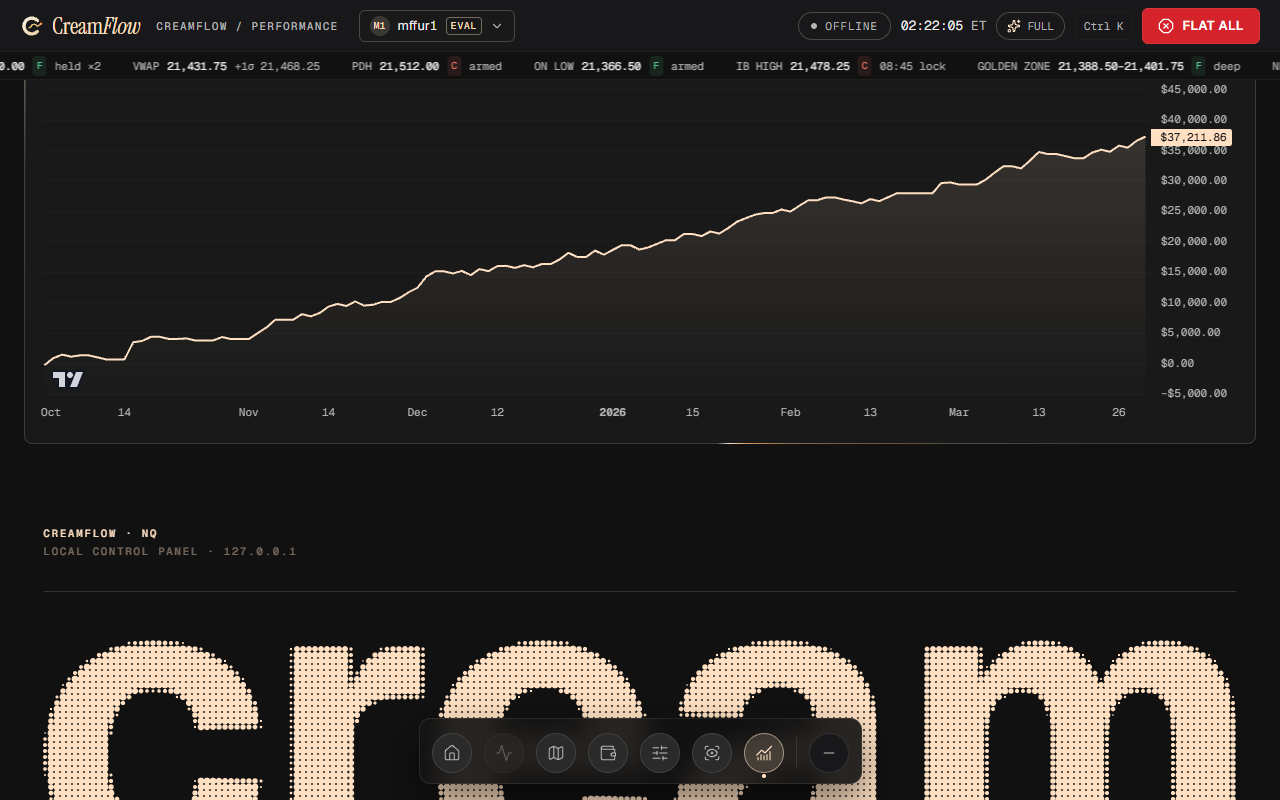 CreamFlow CREAMFLOW / PERFORMANCE M1 mffur1 EVAL OFFLINE 02:22:05 ET FULL Ctrl K FLAT ALL
0.00 F held ×2 VWAP 21,431.75 +1σ 21,468.25 PDH 21,512.00 C armed ON LOW 21,366.50 F armed IB HIGH 21,478.25 C 08:45 lock GOLDEN ZONE 21,388.50–21,401.75 F deep
$45,000.00
$40,000.00
$37,211.86
$35,000.00
$30,000.00
$25,000.00
$20,000.00
$15,000.00
$10,000.00
$5,000.00
$0.00
−$5,000.00
Oct 14 Nov 14 Dec 12 2026 15 Feb 13 Mar 13 26
CREAMFLOW · NQ
LOCAL CONTROL PANEL · 127.0.0.1
cream